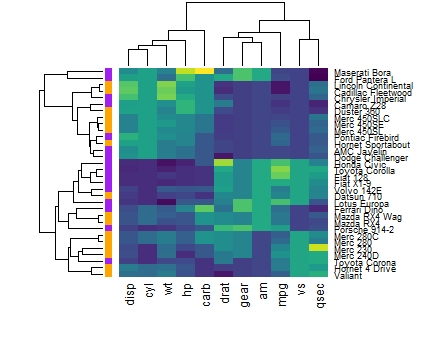 Maserati Bora
Ford Pantera L
Lincoln Continental
Cadillac Fleetwood
Chrysler Imperial
Camaro Z28
Duster 360
Merc 450SLC
Merc 450SE
Merc 450SL
Pontiac Firebird
Hornet Sportabout
AMC Javelin
Dodge Challenger
Honda Civic
Toyota Corolla
Fiat 128
Fiat X1-9
Volvo 142E
Datsun 710
Lotus Europa
Ferrari Dino
Mazda RX4 Wag
Mazda RX4
Porsche 914-2
Merc 280C
Merc 280
Merc 230
Merc 240D
Toyota Corona
Hornet 4 Drive
Valiant
disp cyl wt hp carb drat gear am mpg vs qsec